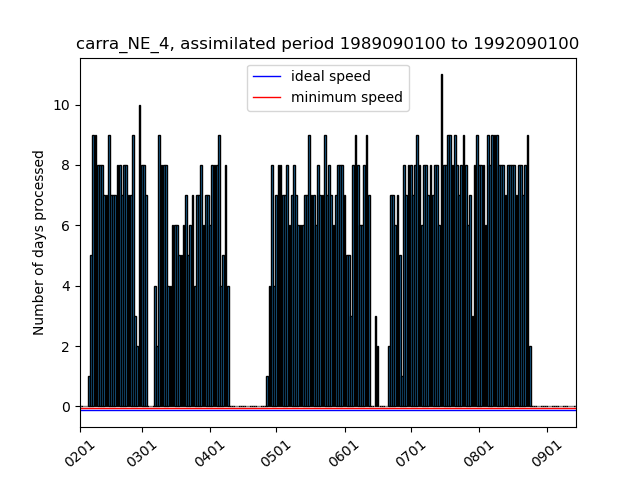 carra_NE_4, assimilated period 1989090100 to 1992090100
ideal speed
minimum speed
Number of days processed
10
8
6
4
2
0
0201 0301 0401 0501 0601 0701 0801 0901